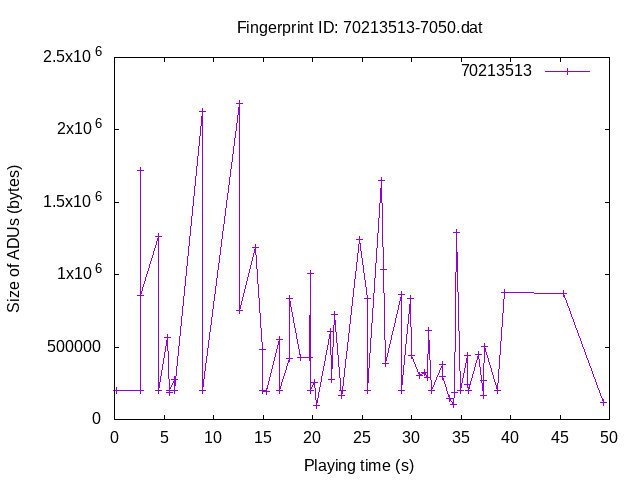 Fingerprint ID: 70213513-7050.dat
70213513
2.5x10^6
2x10^6
1.5x10^6
1x10^6
500000
0
Size of ADUs (bytes)
0 5 10 15 20 25 30 35 40 45 50
Playing time (s)